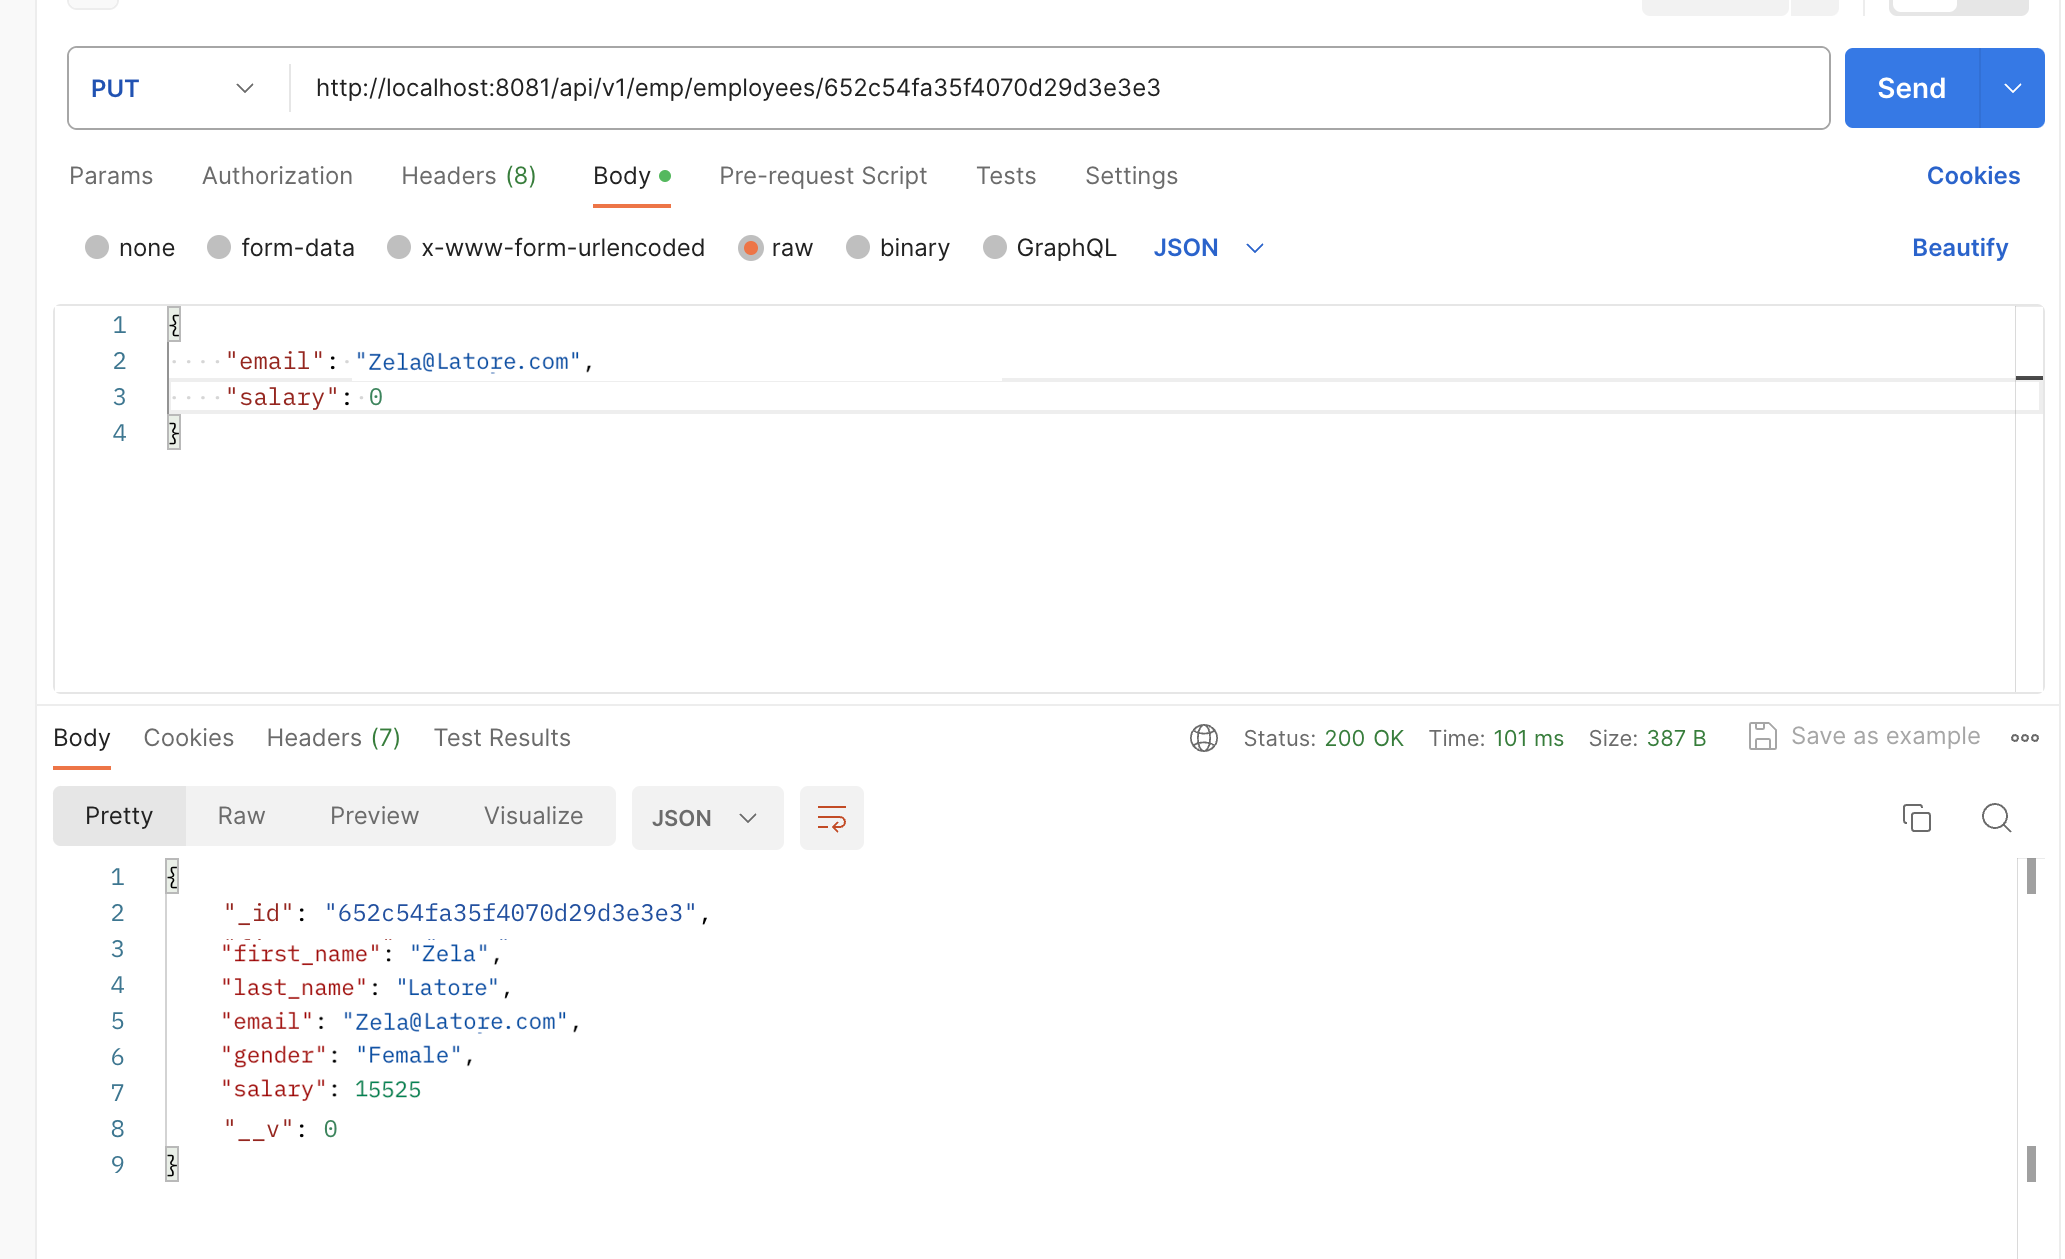 PUT http://localhost:8081/api/v1/emp/employees/652c54fa35f4070d29d3e3e3 Send
Params Authorization Headers (8) Body Pre-request Script Tests Settings Cookies
none form-data x-www-form-urlencoded raw binary GraphQL JSON Beautify
1 {
2 "email": "Zela@Latore.com",
3 "salary": 0
4 }
Body Cookies Headers (7) Test Results Status: 200 OK Time: 101 ms Size: 387 B Save as example
Pretty Raw Preview Visualize JSON
1 {
2 "_id": "652c54fa35f4070d29d3e3e3",
3 "first_name": "Zela",
4 "last_name": "Latore",
5 "email": "Zela@Latore.com",
6 "gender": "Female",
7 "salary": 15525
8 "__v": 0
9 }